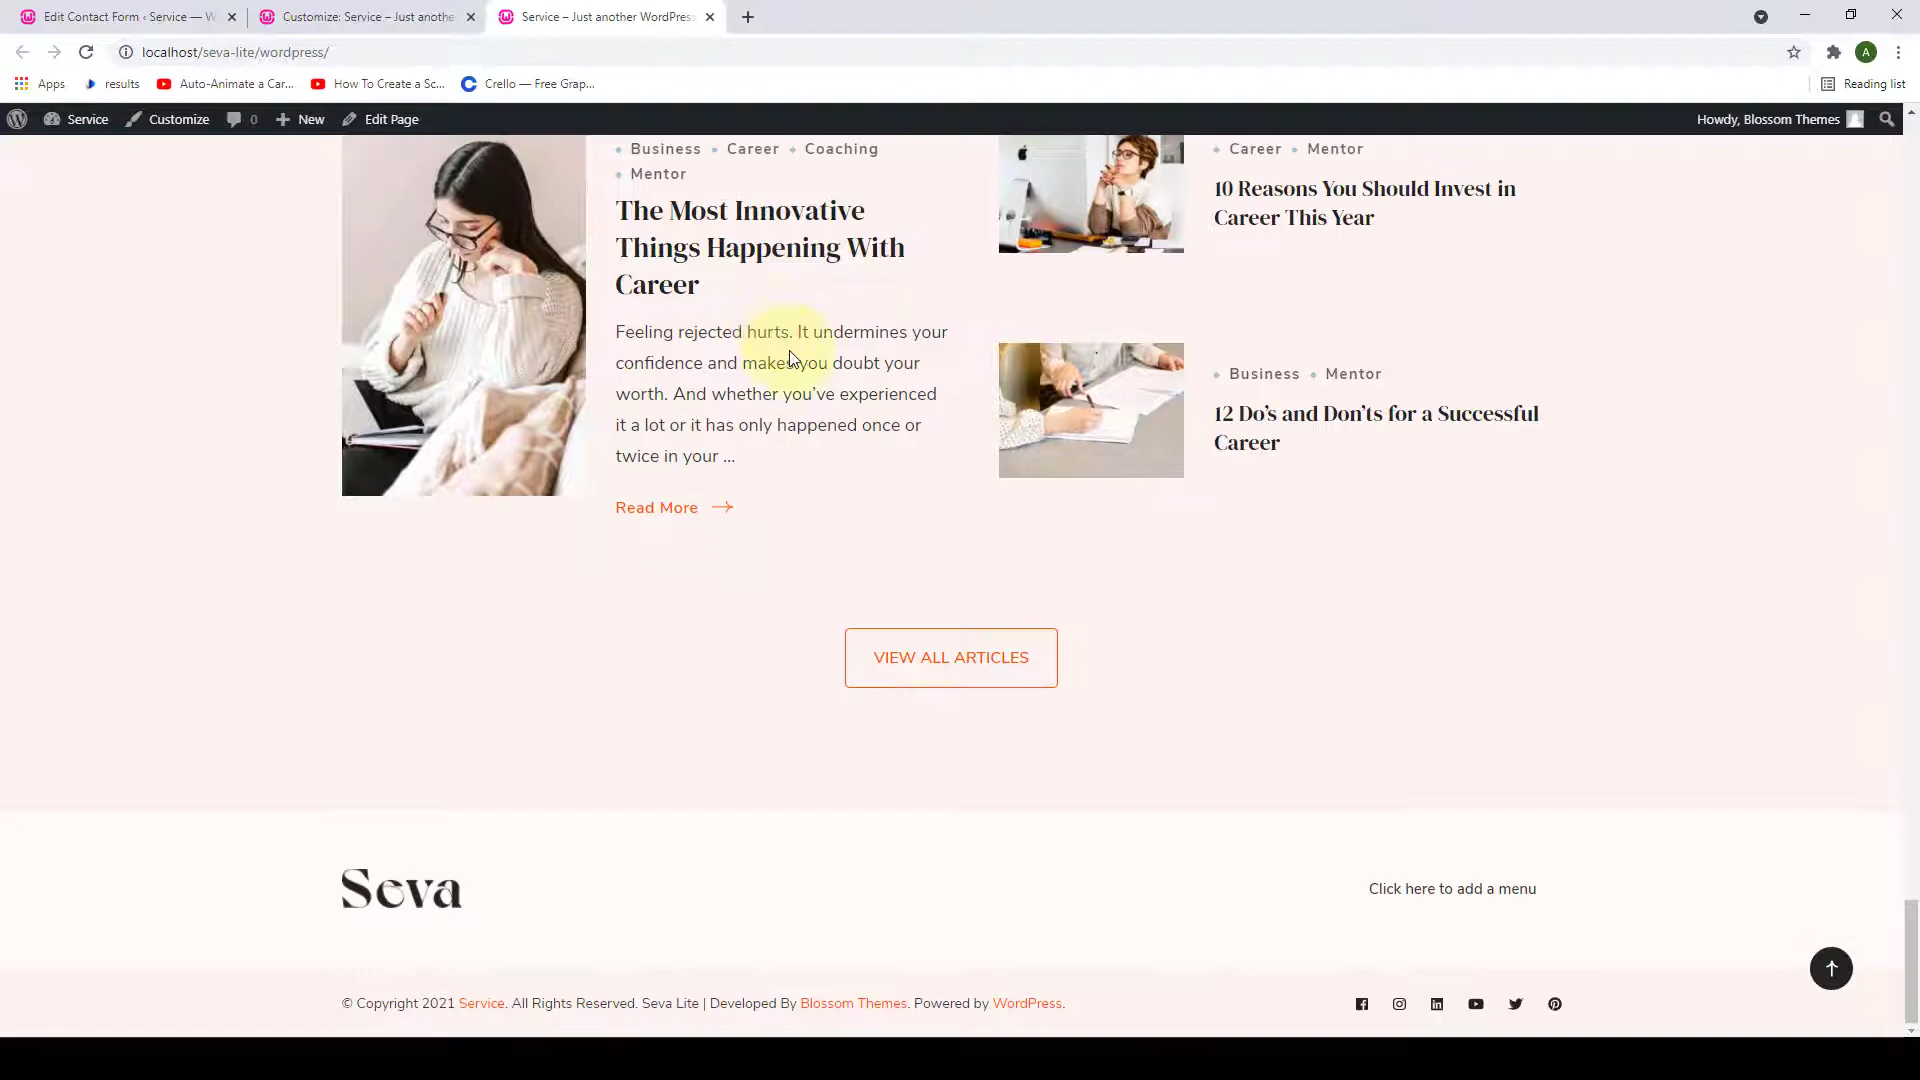 Edit Contact Form ‹ Service — W
Customize: Service – Just anothe
Service – Just another WordPress
localhost/seva-lite/wordpress/
A
Apps
results
Auto-Animate a Car...
How To Create a Sc...
Crello — Free Grap...
Reading list
Service
Customize
0
New
Edit Page
Howdy, Blossom Themes
Business Career Coaching
Mentor
The Most Innovative
Things Happening With
Career
Feeling rejected hurts. It undermines your
confidence and makes you doubt your
worth. And whether you've experienced
it a lot or it has only happened once or
twice in your ...
Read More
Career Mentor
10 Reasons You Should Invest in
Career This Year
Business Mentor
12 Do's and Don'ts for a Successful
Career
VIEW ALL ARTICLES
Seva
Click here to add a menu
© Copyright 2021 Service. All Rights Reserved. Seva Lite | Developed By Blossom Themes. Powered by WordPress.